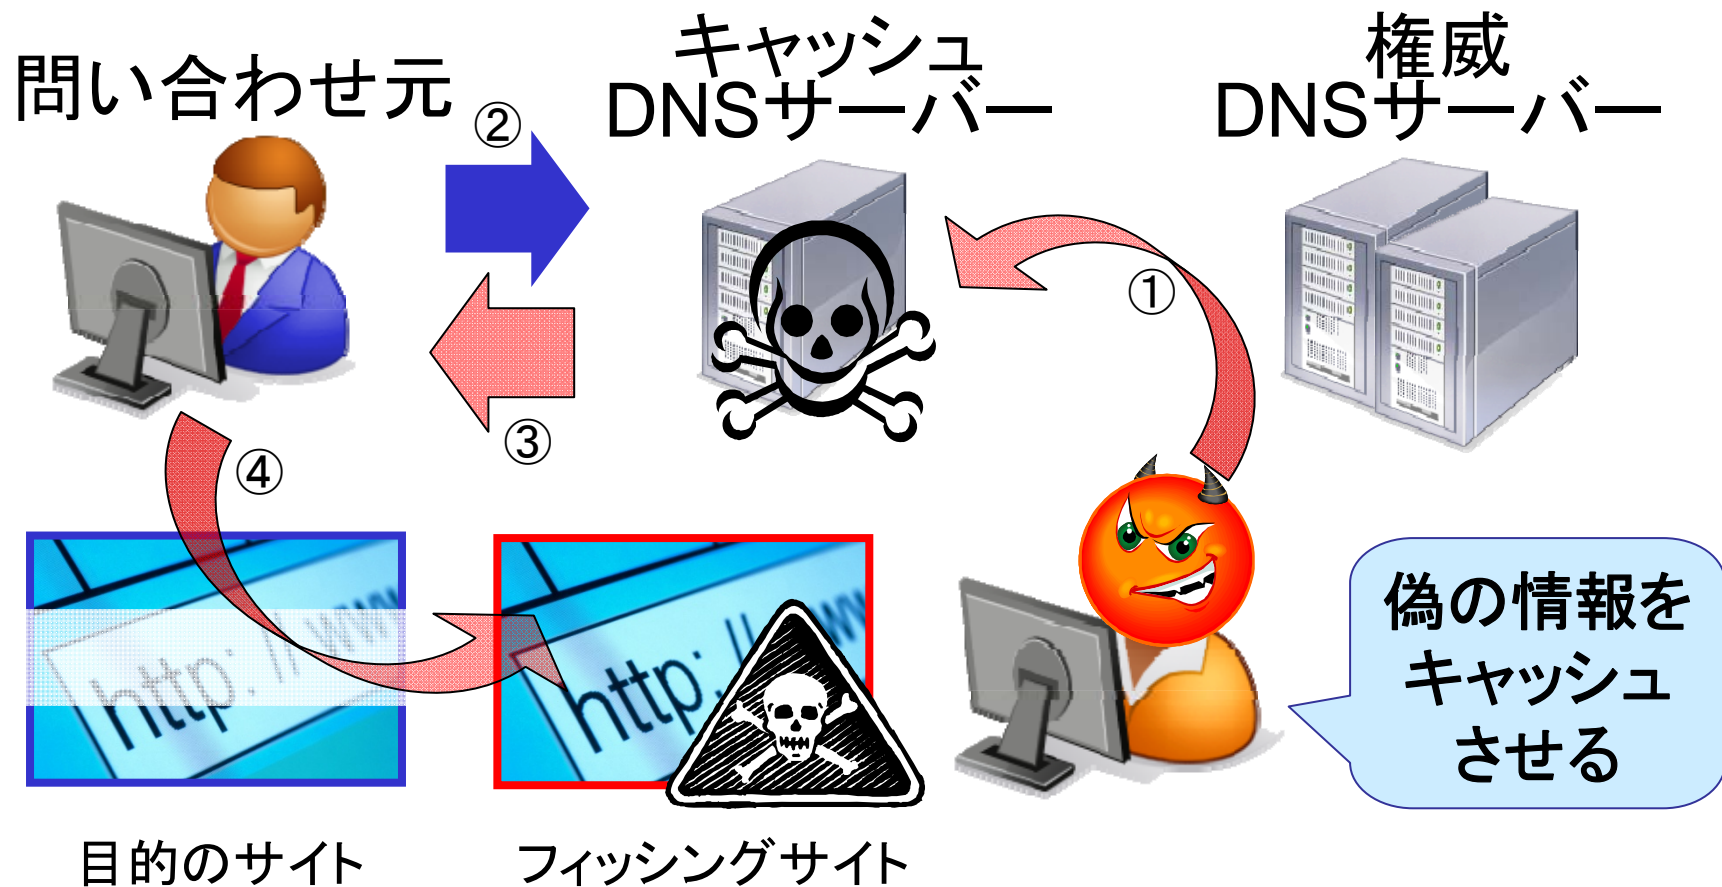 問い合わせ元
キャッシュ
DNSサーバー
権威
DNSサーバー
②
①
③
④
http: // www
http: // ww
偽の情報を
キャッシュ
させる
目的のサイト
フィッシングサイト